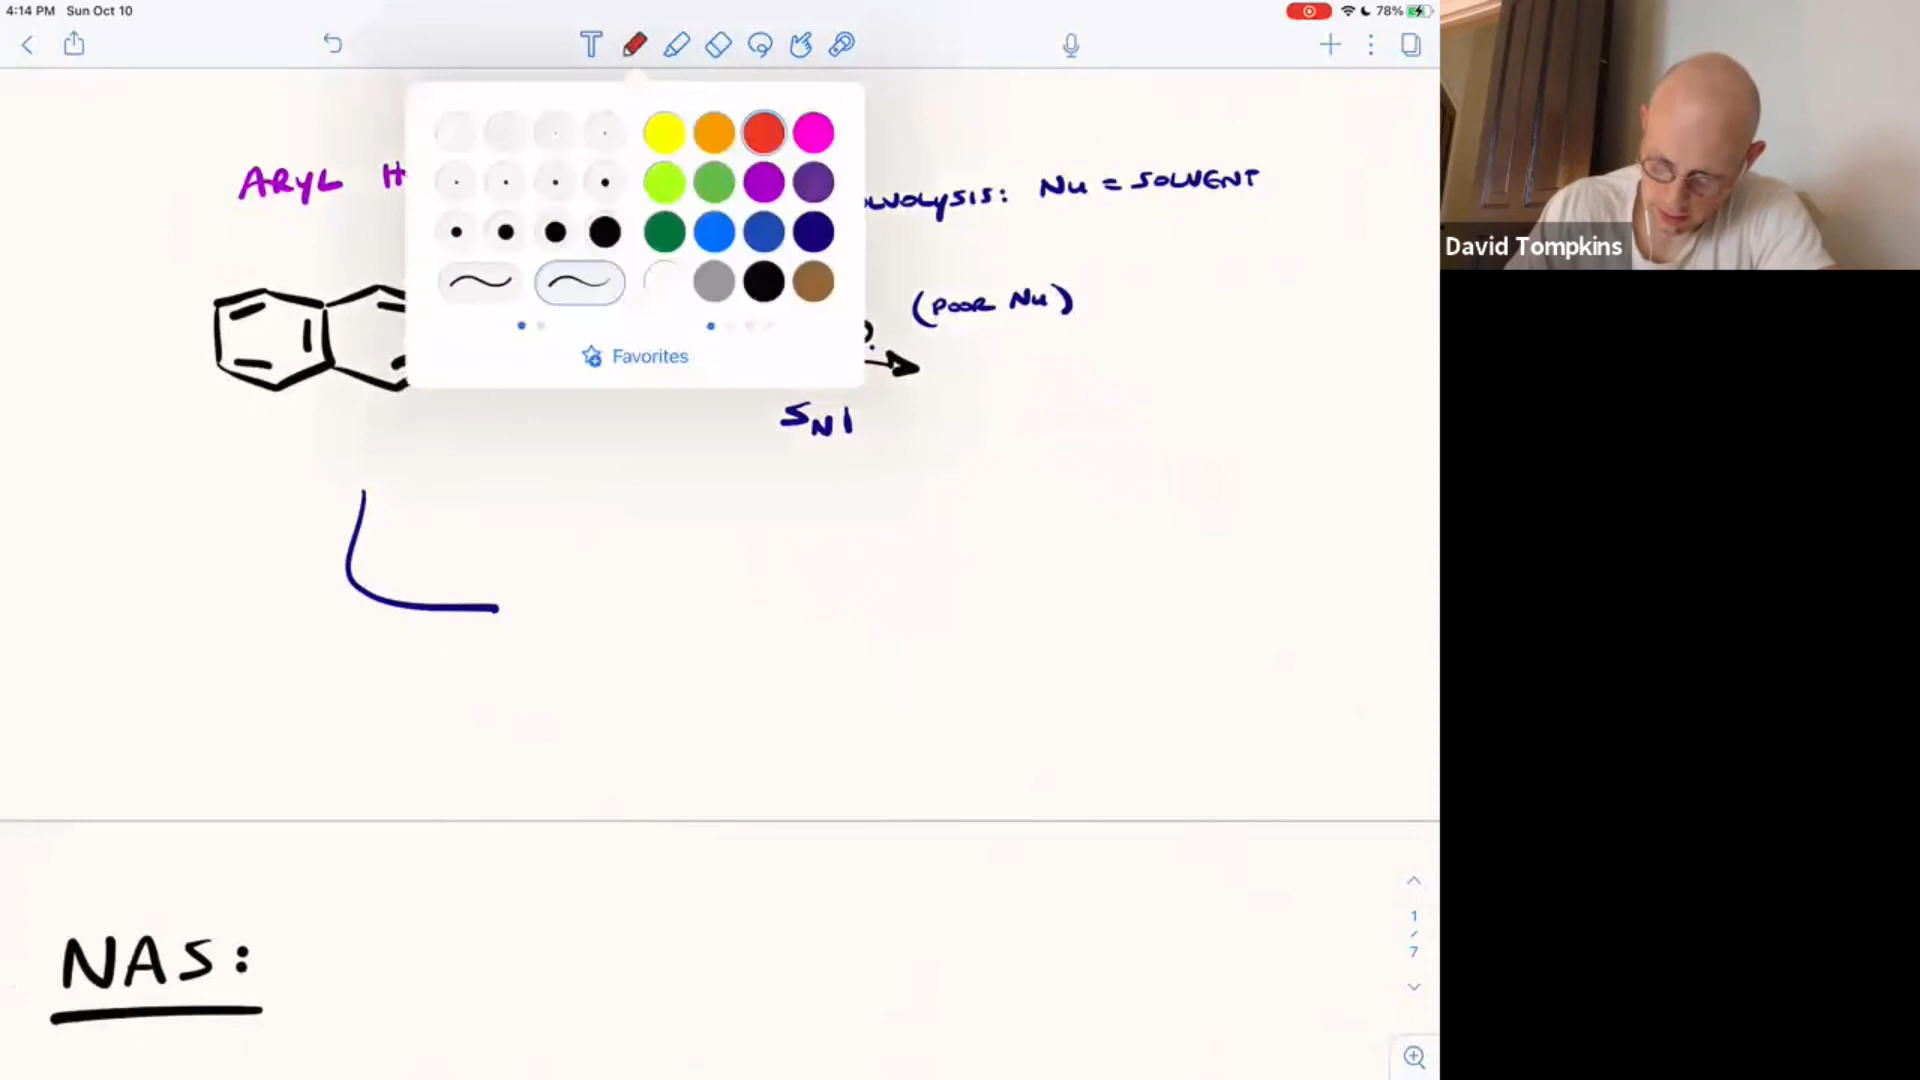 4:14 PM Sun Oct 10
78%
T
ARYL H
LVOLYSIS: Nu = SOLVENT
(POOR Nu)
Favorites
SN1
NAS:
1
/
7
David Tompkins